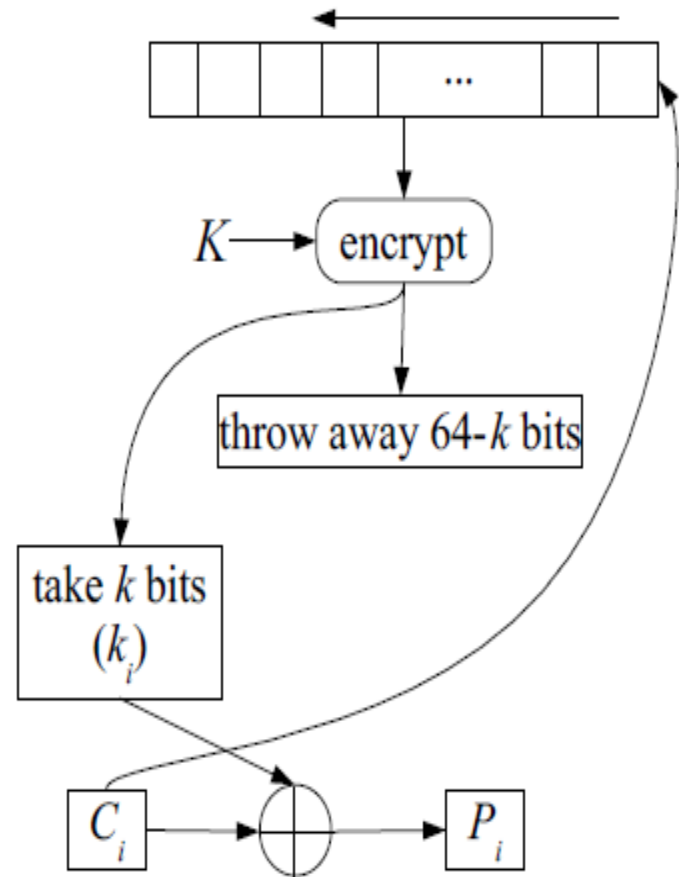 ...
K
encrypt
throw away 64-k bits
take k bits
(kᵢ)
Cᵢ
Pᵢ